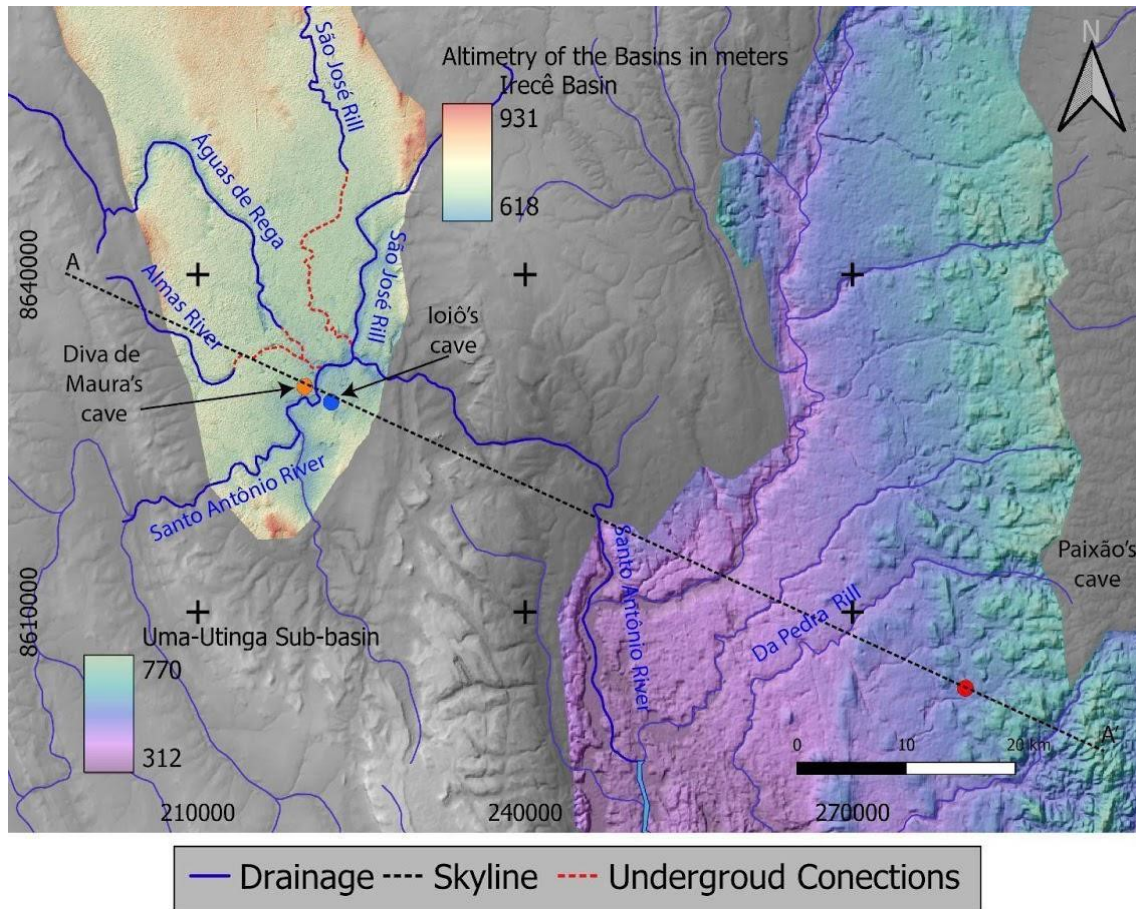 N
São José Rill
Altimetry of the Basins in meters
Irecê Basin
931
618
Águas de Rega
São José Rill
8640000
A
Almas River
Ioiô's
cave
Diva de
Maura's
cave
Santo Antônio River
Santo Antônio River
Paixão's
cave
8610000
Uma-Utinga Sub-basin
770
312
Da Pedra Rill
A'
0 10 20 km
210000 240000 270000
Drainage Skyline Undergroud Conections